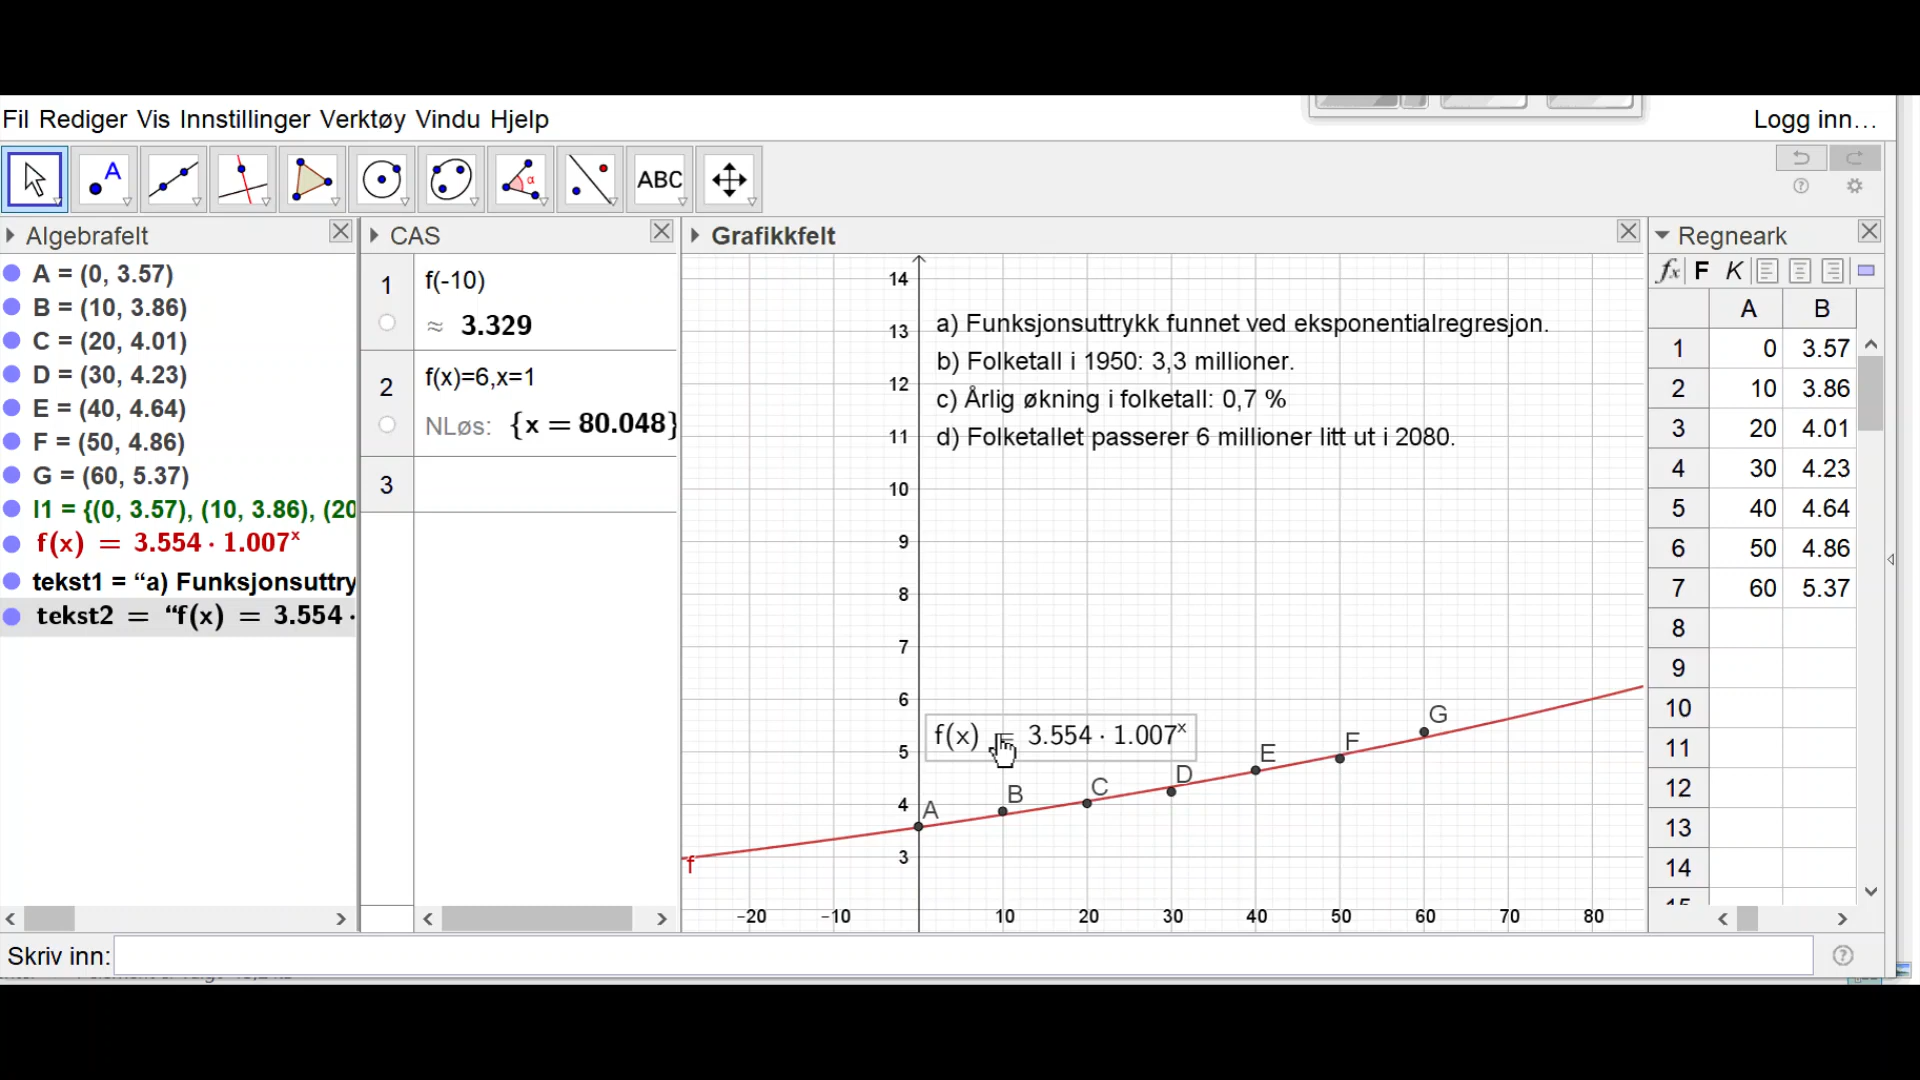 Fil Rediger Vis Innstillinger Verktøy Vindu Hjelp
Logg inn...
A
α
ABC
Algebrafelt
A = (0, 3.57)
B = (10, 3.86)
C = (20, 4.01)
D = (30, 4.23)
E = (40, 4.64)
F = (50, 4.86)
G = (60, 5.37)
l1 = {(0, 3.57), (10, 3.86), (20
f(x) = 3.554 · 1.007ˣ
tekst1 = “a) Funksjonsuttry
tekst2 = “f(x) = 3.554 ·
CAS
1
f(-10)
≈ 3.329
2
f(x)=6,x=1
NLøs: {x = 80.048}
3
Grafikkfelt
a) Funksjonsuttrykk funnet ved eksponentialregresjon.
b) Folketall i 1950: 3,3 millioner.
c) Årlig økning i folketall: 0,7 %
d) Folketallet passerer 6 millioner litt ut i 2080.
14
13
12
11
10
9
8
7
6
5
4
3
f(x) = 3.554 · 1.007ˣ
A
B
C
D
E
F
G
f
−20 −10 10 20 30 40 50 60 70 80
Regneark
fx F K
A B
1 0 3.57
2 10 3.86
3 20 4.01
4 30 4.23
5 40 4.64
6 50 4.86
7 60 5.37
8
9
10
11
12
13
14
Skriv inn: